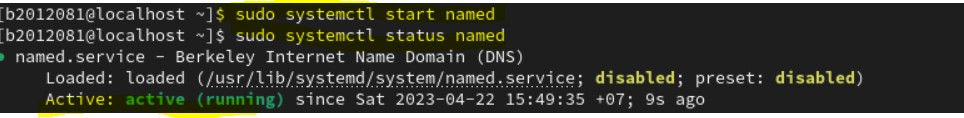 [b2012081@localhost ~]$ sudo systemctl start named
[b2012081@localhost ~]$ sudo systemctl status named
● named.service - Berkeley Internet Name Domain (DNS)
Loaded: loaded (/usr/lib/systemd/system/named.service; disabled; preset: disabled)
Active: active (running) since Sat 2023-04-22 15:49:35 +07; 9s ago